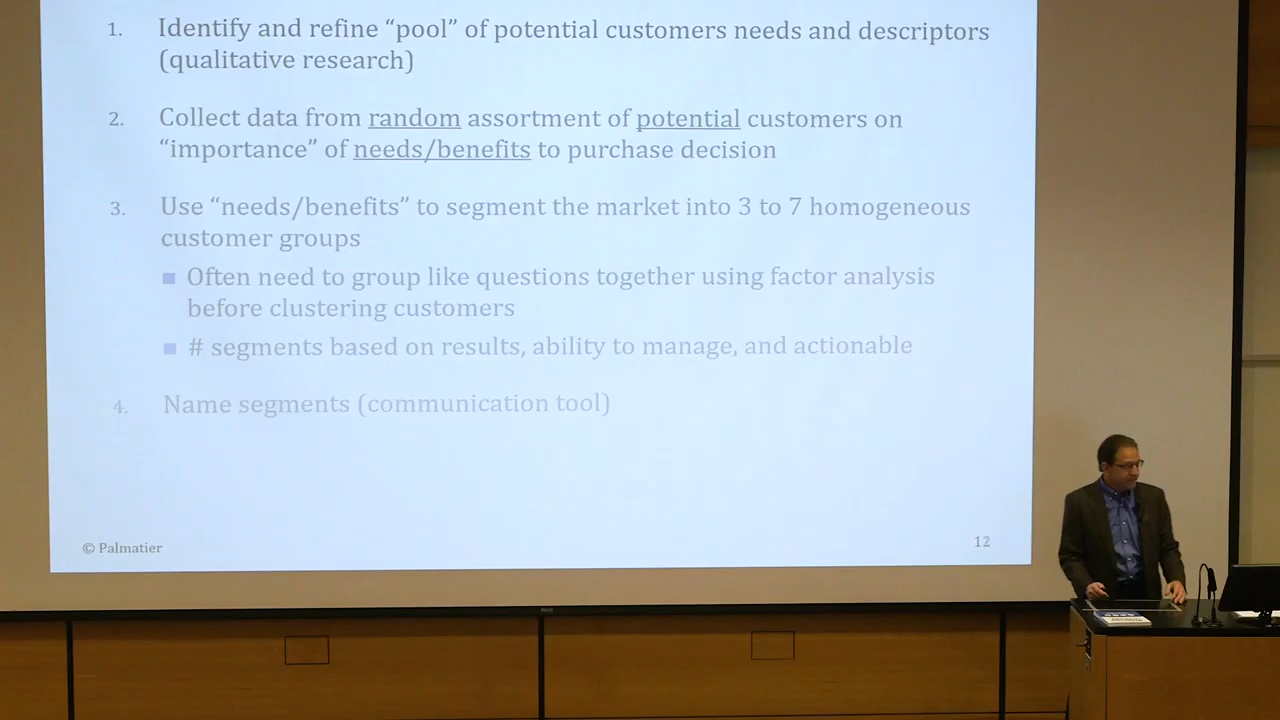 1. Identify and refine “pool” of potential customers needs and descriptors
(qualitative research)
2. Collect data from random assortment of potential customers on
“importance” of needs/benefits to purchase decision
3. Use “needs/benefits” to segment the market into 3 to 7 homogeneous
customer groups
■ Often need to group like questions together using factor analysis
before clustering customers
■ # segments based on results, ability to manage, and actionable
4. Name segments (communication tool)
© Palmatier
12